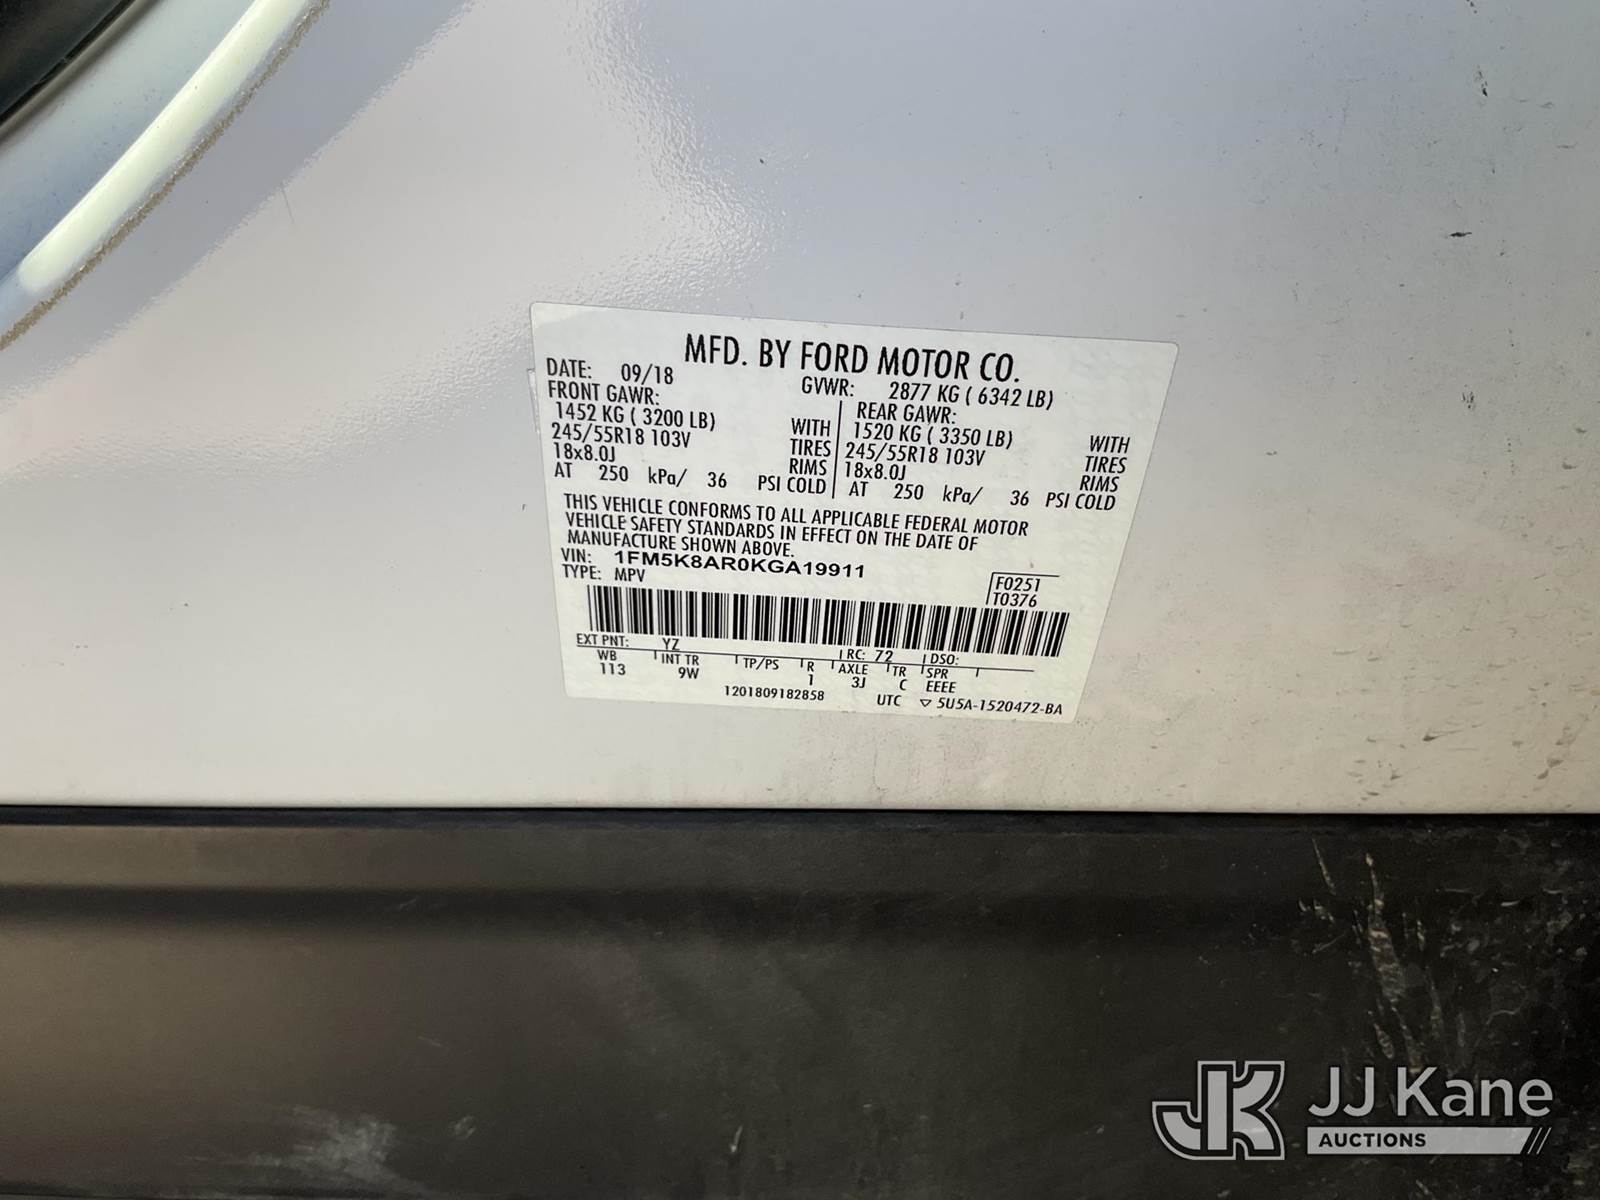 MFD. BY FORD MOTOR CO.
DATE: 09/18 GVWR: 2877 KG ( 6342 LB)
FRONT GAWR: REAR GAWR:
1452 KG ( 3200 LB) WITH 1520 KG ( 3350 LB) WITH
245/55R18 103V TIRES 245/55R18 103V TIRES
18x8.0J RIMS 18x8.0J RIMS
AT 250 kPa/ 36 PSI COLD AT 250 kPa/ 36 PSI COLD
THIS VEHICLE CONFORMS TO ALL APPLICABLE FEDERAL MOTOR
VEHICLE SAFETY STANDARDS IN EFFECT ON THE DATE OF
MANUFACTURE SHOWN ABOVE.
VIN: 1FM5K8AR0KGA19911
TYPE: MPV
F0251
T0376
EXT PNT: YZ RC: 72 DSO:
WB INT TR TP/PS R AXLE TR SPR
113 9W 1 3J C EEEE
1201809182858 UTC ▽ 5U5A-1520472-BA
JK JJ Kane
AUCTIONS